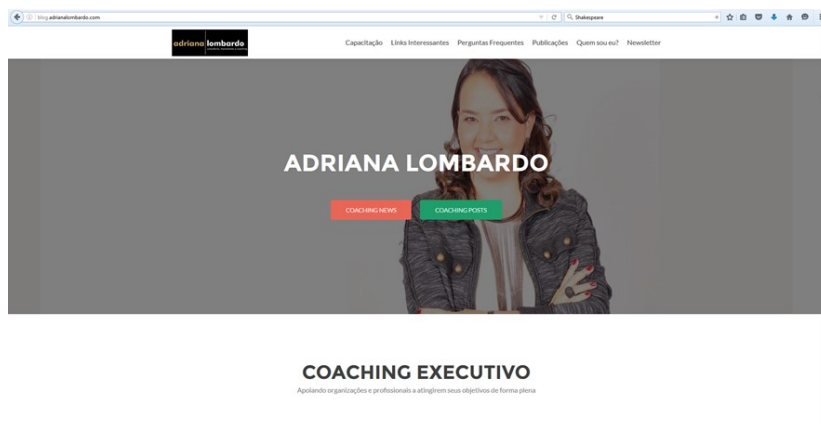 blog.adrianalombardo.com
Shakespeare
adriana lombardo
Capacitação Links Interessantes Perguntas Frequentes Publicações Quem sou eu? Newsletter
ADRIANA LOMBARDO
COACHING NEWS COACHING POSTS
COACHING EXECUTIVO
Apoiando organizações e profissionais a atingirem seus objetivos de forma plena